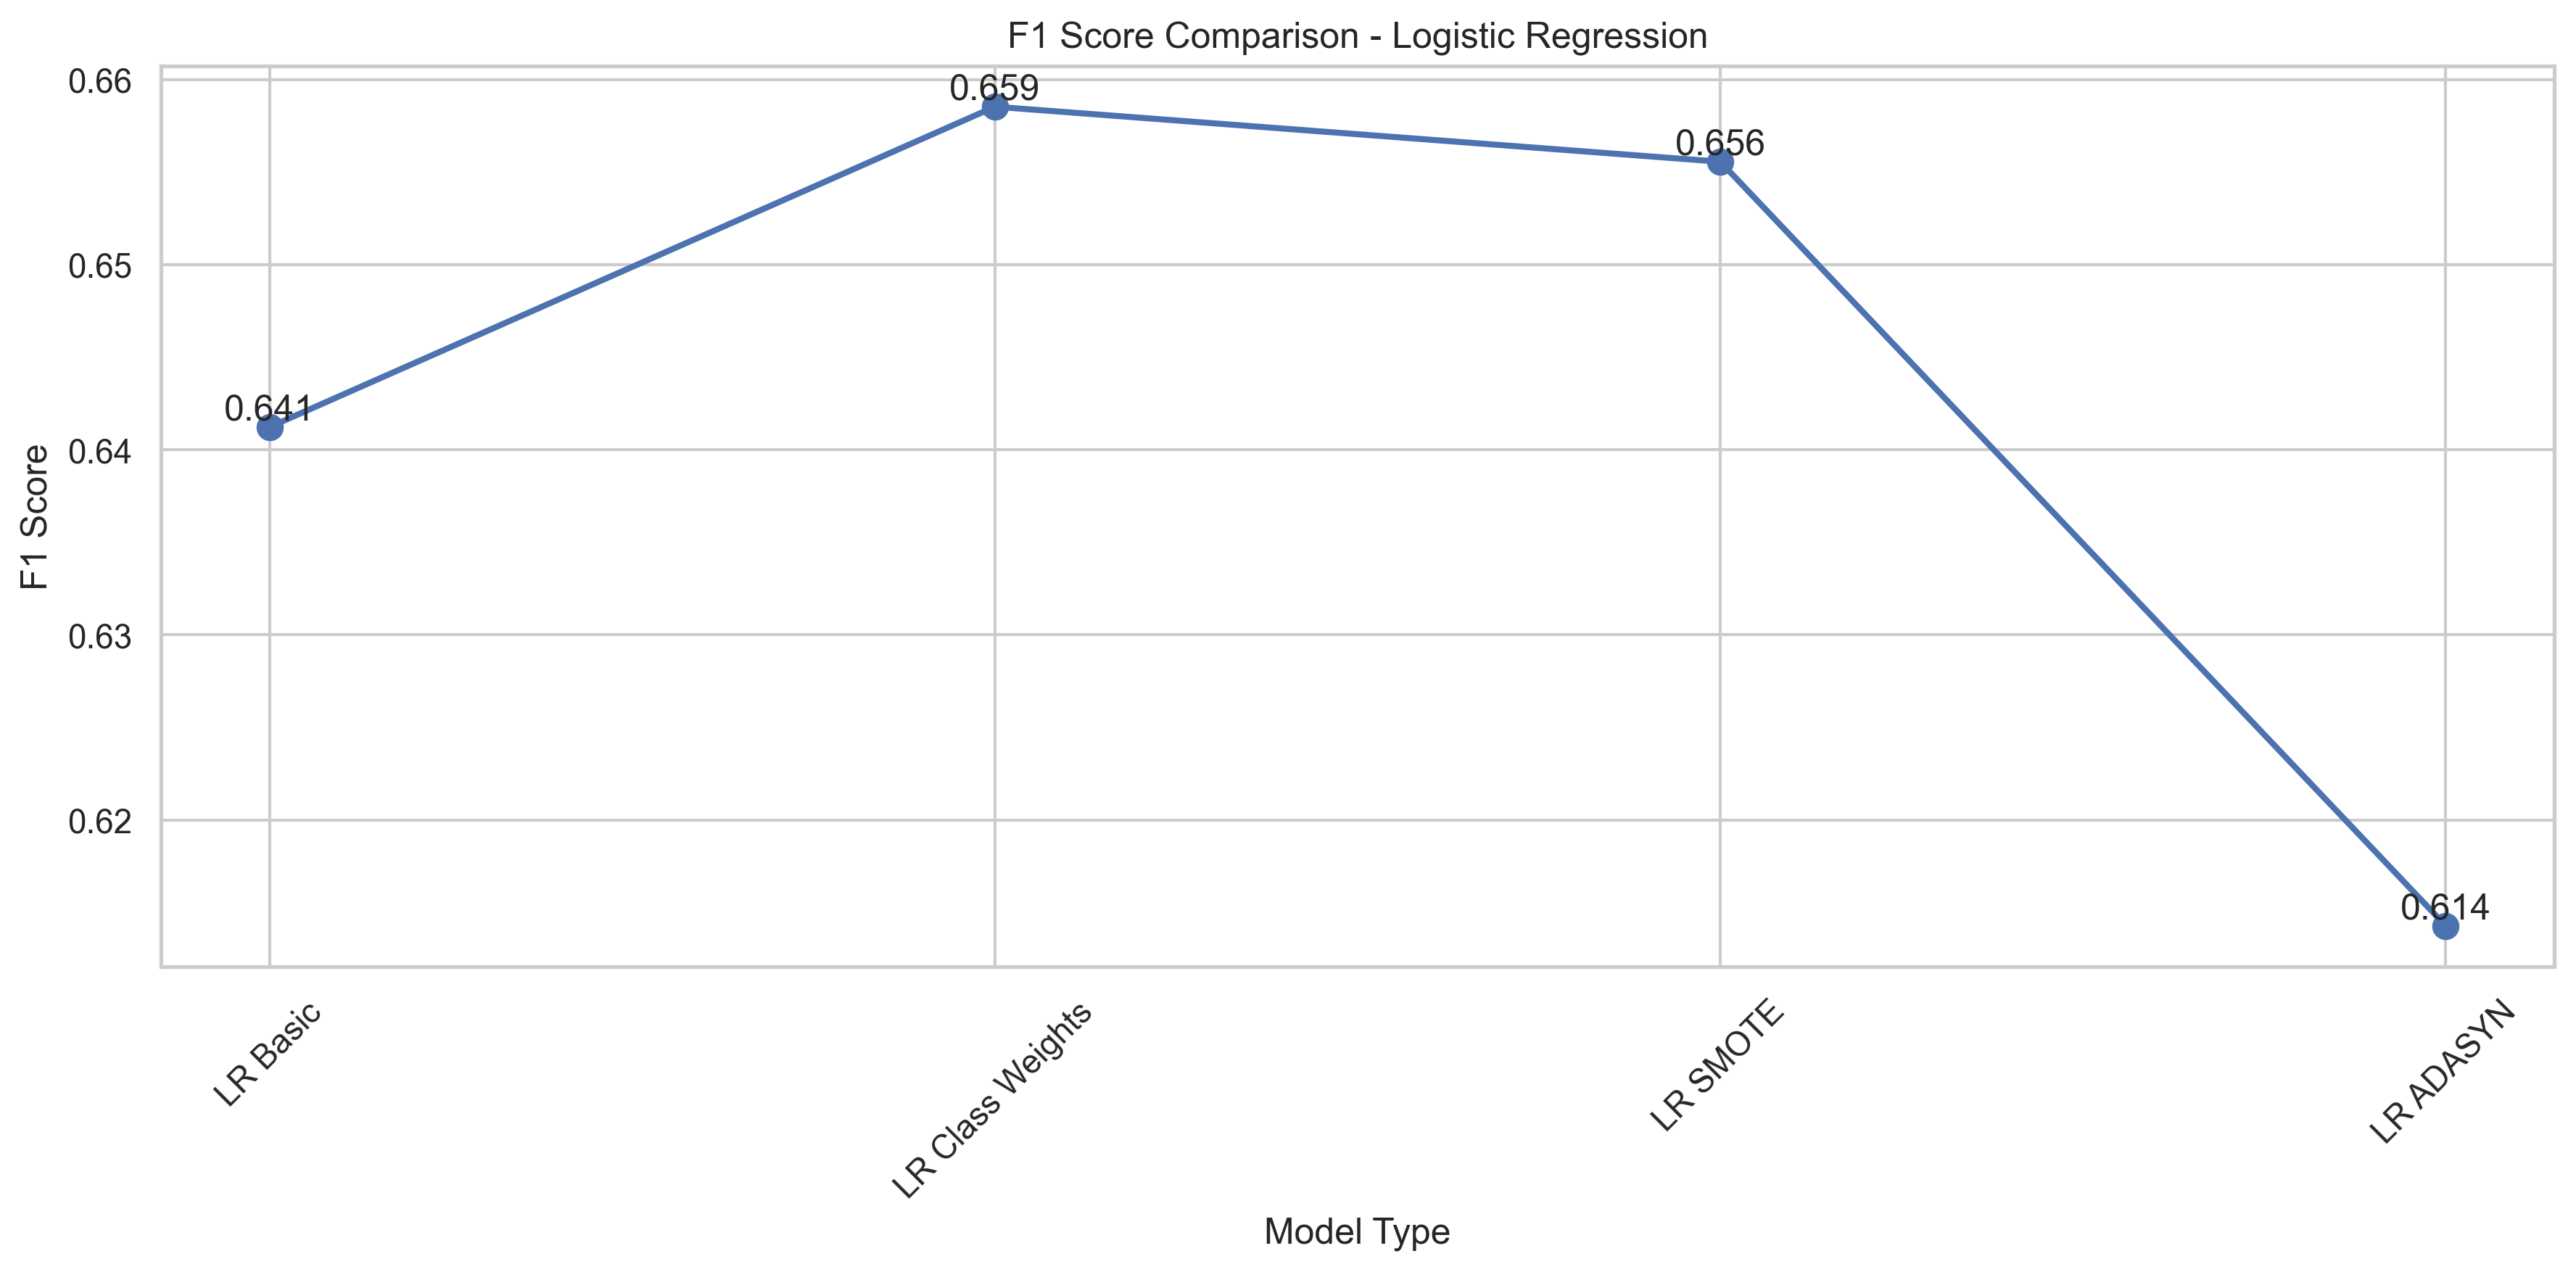 F1 Score Comparison - Logistic Regression
0.66
0.65
0.64
0.63
0.62
F1 Score
0.641
0.659
0.656
0.614
LR Basic
LR Class Weights
LR SMOTE
LR ADASYN
Model Type